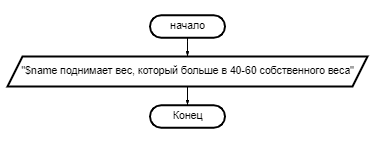 начало
"$name поднимает вес, который больше в 40-60 собственного веса"
Конец